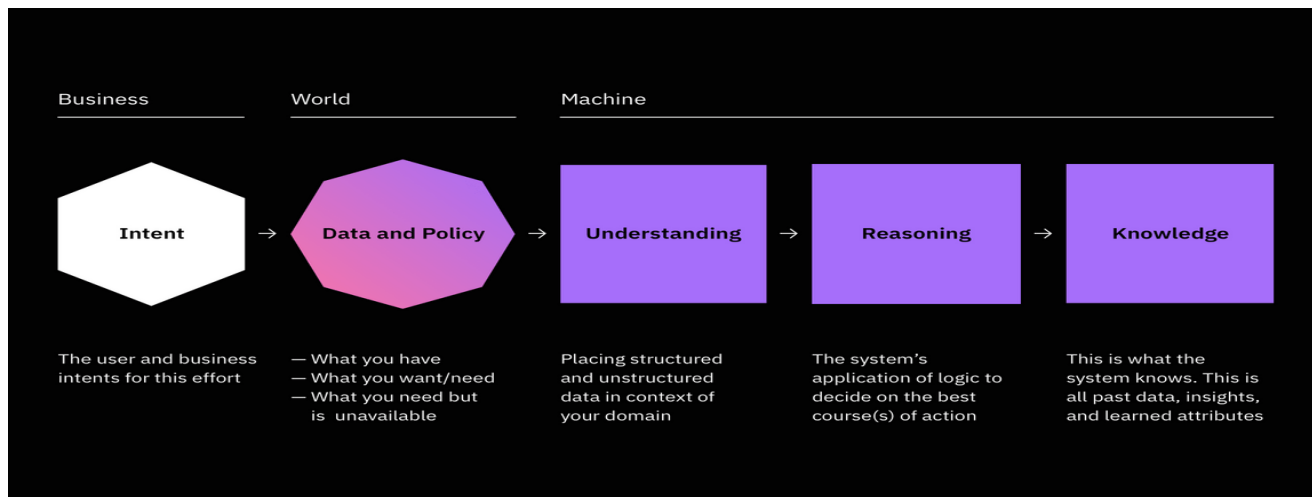 Business
World
Machine
Intent
Data and Policy
Understanding
Reasoning
Knowledge
The user and business
intents for this effort
— What you have
— What you want/need
— What you need but
is unavailable
Placing structured
and unstructured
data in context of
your domain
The system’s
application of logic to
decide on the best
course(s) of action
This is what the
system knows. This is
all past data, insights,
and learned attributes